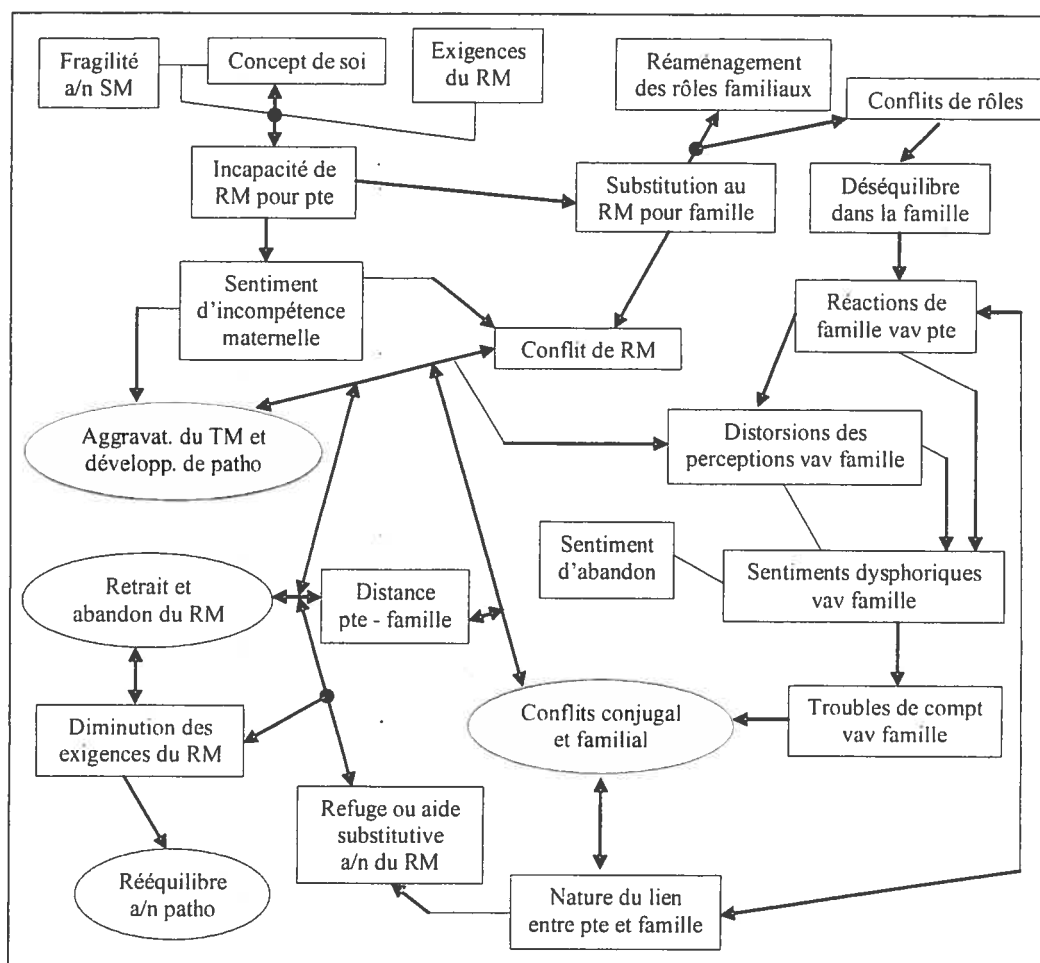 Fragilité
a/n SM
Concept de soi
Exigences
du RM
Réaménagement
des rôles familiaux
Conflits de rôles
Incapacité de
RM pour pte
Substitution au
RM pour famille
Déséquilibre
dans la famille
Sentiment
d'incompétence
maternelle
Conflit de RM
Réactions de
famille vav pte
Aggravat. du TM et
développ. de patho
Distorsions des
perceptions vav famille
Sentiment
d'abandon
Sentiments dysphoriques
vav famille
Retrait et
abandon du RM
Distance
pte - famille
Diminution des
exigences du RM
Conflits conjugal
et familial
Troubles de compt
vav famille
Refuge ou aide
substitutive
a/n du RM
Rééquilibre
a/n patho
Nature du lien
entre pte et famille